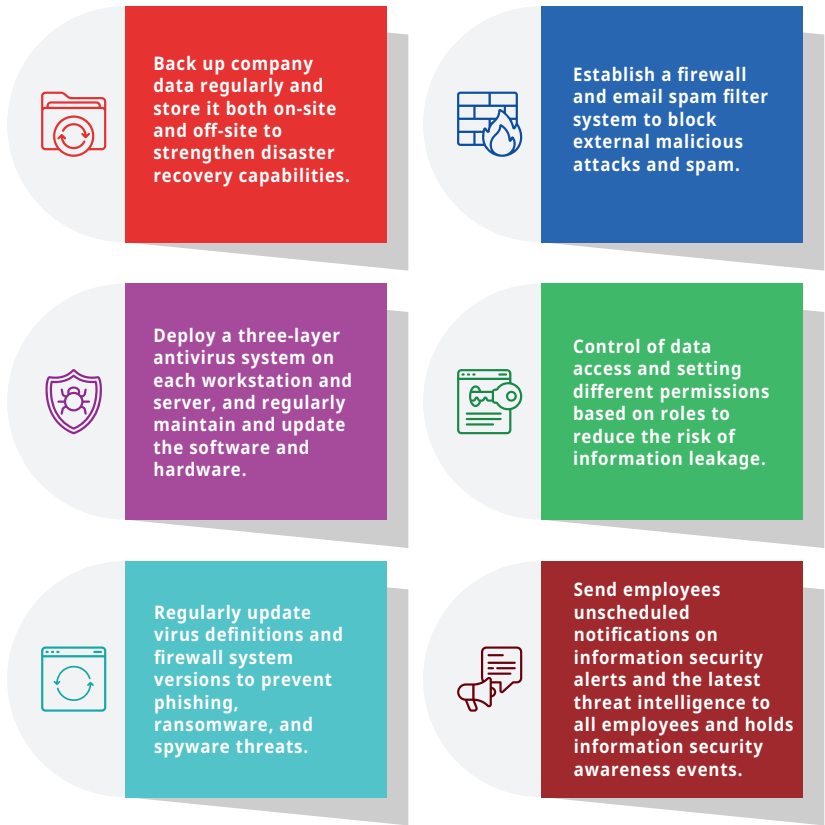 Back up company
data regularly and
store it both on-site
and off-site to
strengthen disaster
recovery capabilities.
Establish a firewall
and email spam filter
system to block
external malicious
attacks and spam.
Deploy a three-layer
antivirus system on
each workstation and
server, and regularly
maintain and update
the software and
hardware.
Control of data
access and setting
different permissions
based on roles to
reduce the risk of
information leakage.
Regularly update
virus definitions and
firewall system
versions to prevent
phishing,
ransomware, and
spyware threats.
Send employees
unscheduled
notifications on
information security
alerts and the latest
threat intelligence to
all employees and holds
information security
awareness events.